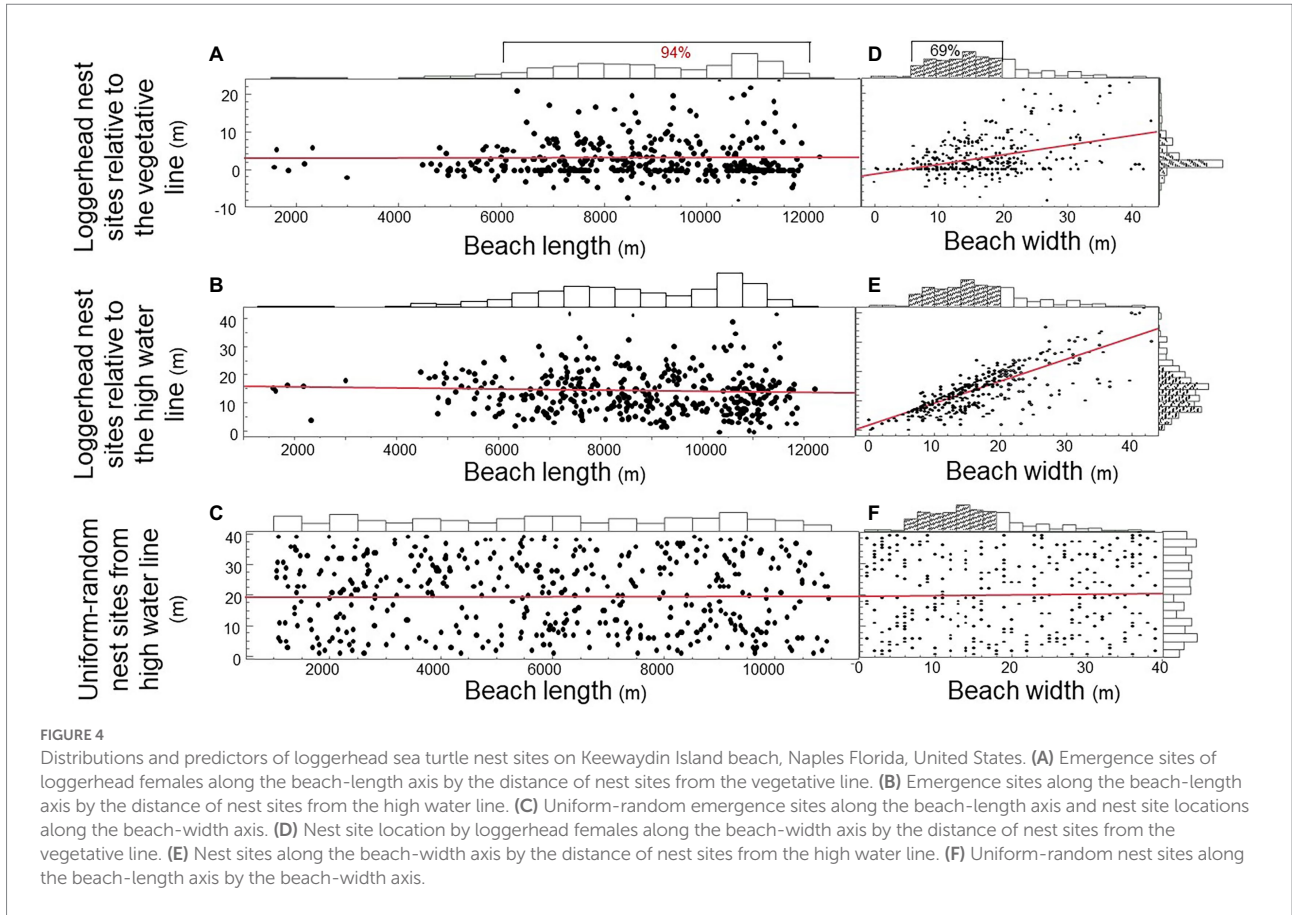 A
94%
D
69%
Loggerhead nest
sites relative to
the vegetative
line (m)
20
10
0
-10
2000
4000
6000
8000
10000
12000
0
10
20
30
40
Beach length (m)
Beach width (m)
B
E
Loggerhead nest
sites relative to
the high water
line (m)
40
30
20
10
0
2000
4000
6000
8000
10000
12000
0
10
20
30
40
Beach length (m)
Beach width (m)
C
F
Uniform-random
nest sites from
high water line
(m)
40
30
20
10
0
2000
4000
6000
8000
10000
0
10
20
30
40
Beach length (m)
Beach width (m)
FIGURE 4
Distributions and predictors of loggerhead sea turtle nest sites on Keewaydin Island beach, Naples Florida, United States. (A) Emergence sites of
loggerhead females along the beach-length axis by the distance of nest sites from the vegetative line. (B) Emergence sites along the beach-length
axis by the distance of nest sites from the high water line. (C) Uniform-random emergence sites along the beach-length axis and nest site locations
along the beach-width axis. (D) Nest site location by loggerhead females along the beach-width axis by the distance of nest sites from the
vegetative line. (E) Nest sites along the beach-width axis by the distance of nest sites from the high water line. (F) Uniform-random nest sites along
the beach-length axis by the beach-width axis.